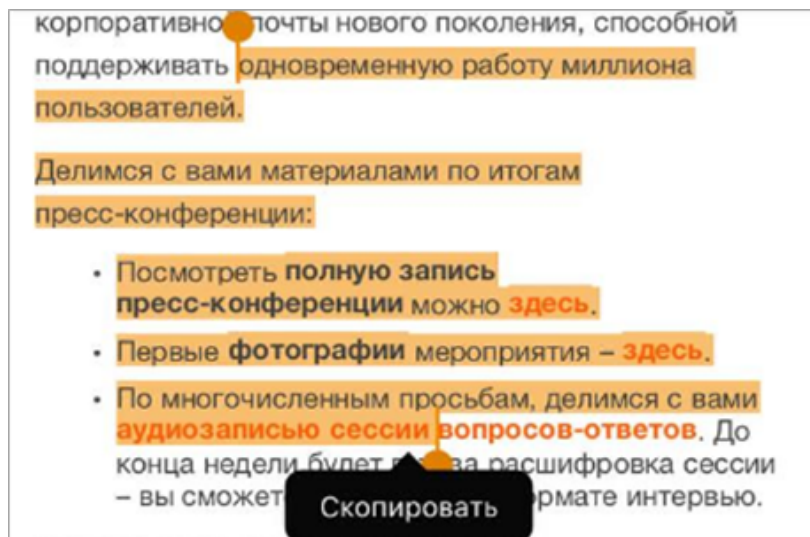 корпоративно почты нового поколения, способной
поддерживать одновременную работу миллиона
пользователей.
Делимся с вами материалами по итогам
пресс-конференции:
• Посмотреть полную запись
пресс-конференции можно здесь.
• Первые фотографии мероприятия – здесь.
• По многочисленным просьбам, делимся с вами
аудиозаписью сессии вопросов-ответов. До
конца недели будет расшифровка сессии
– вы сможет рмате интервью.
Скопировать